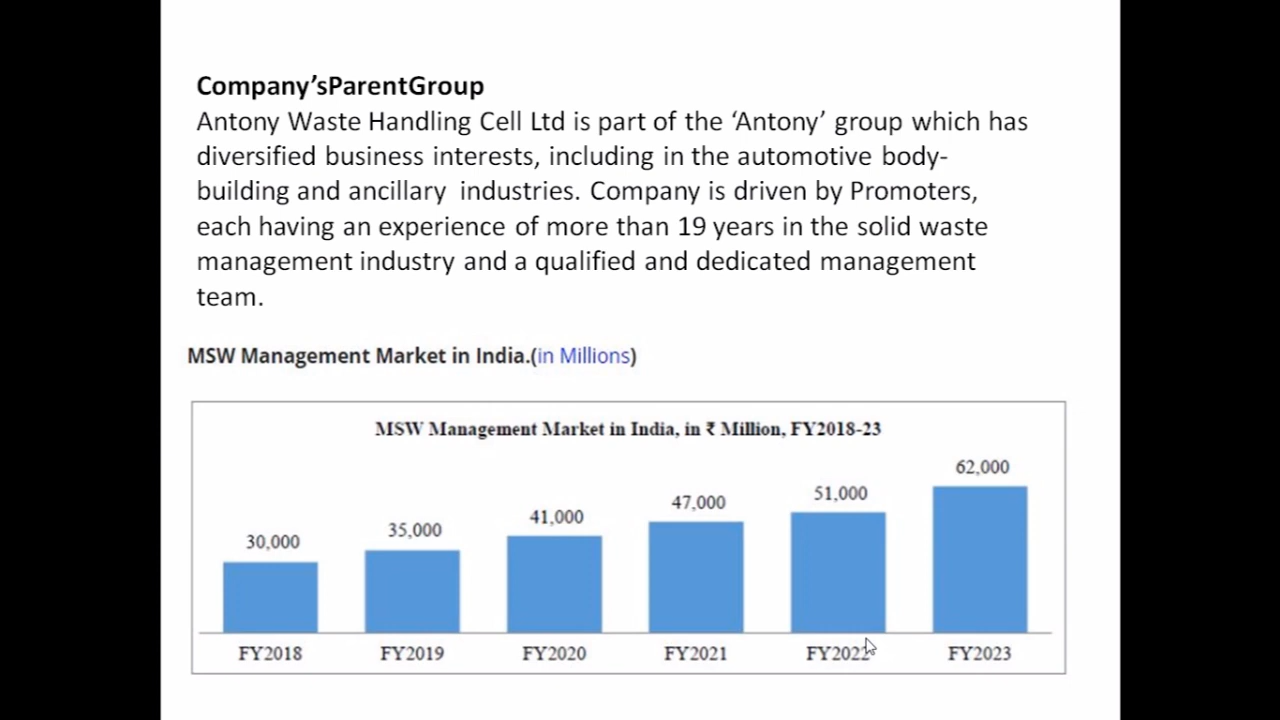 Company’sParentGroup
Antony Waste Handling Cell Ltd is part of the ‘Antony’ group which has
diversified business interests, including in the automotive body-
building and ancillary industries. Company is driven by Promoters,
each having an experience of more than 19 years in the solid waste
management industry and a qualified and dedicated management
team.
MSW Management Market in India.(in Millions)
MSW Management Market in India, in ₹ Million, FY2018-23
30,000 35,000 41,000 47,000 51,000 62,000
FY2018 FY2019 FY2020 FY2021 FY2022 FY2023